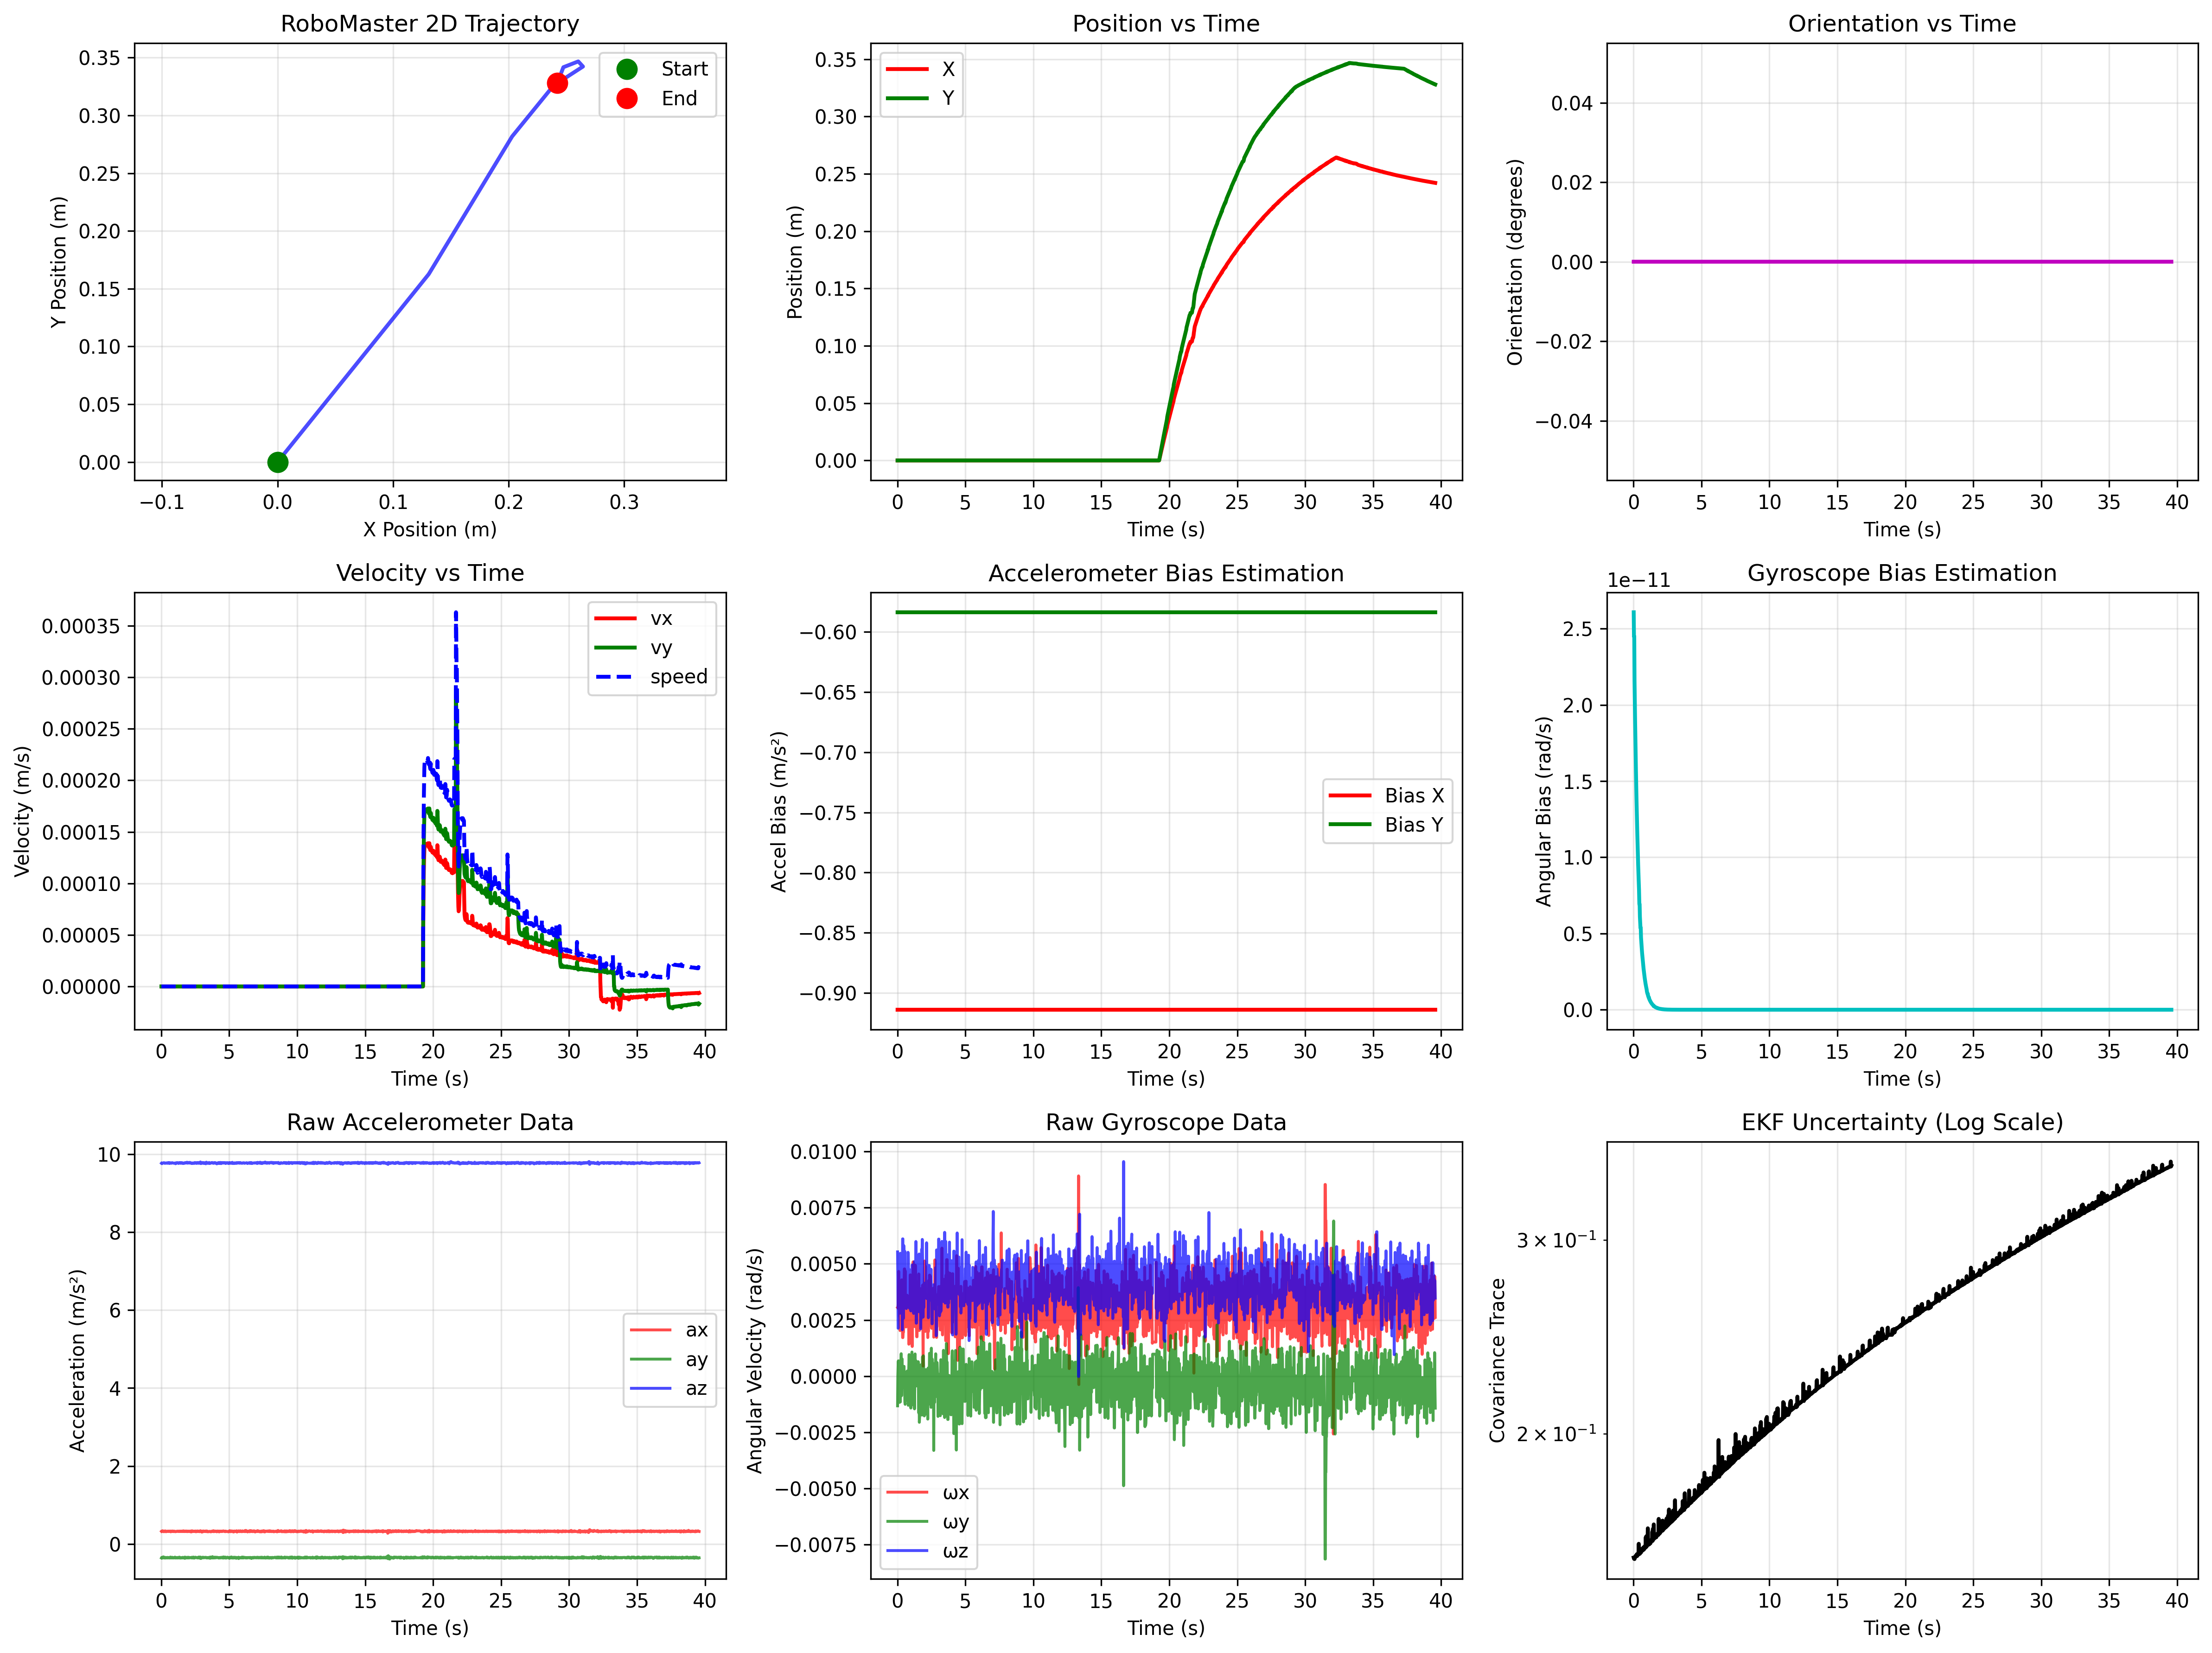 RoboMaster 2D Trajectory
0.35
0.30
0.25
0.20
0.15
0.10
0.05
0.00
Y Position (m)
−0.1 0.0 0.1 0.2 0.3
X Position (m)
Start
End
Position vs Time
0.35
0.30
0.25
0.20
0.15
0.10
0.05
0.00
Position (m)
0 5 10 15 20 25 30 35 40
Time (s)
X
Y
Orientation vs Time
0.04
0.02
0.00
−0.02
−0.04
Orientation (degrees)
0 5 10 15 20 25 30 35 40
Time (s)
Velocity vs Time
0.00035
0.00030
0.00025
0.00020
0.00015
0.00010
0.00005
0.00000
Velocity (m/s)
0 5 10 15 20 25 30 35 40
Time (s)
vx
vy
speed
Accelerometer Bias Estimation
−0.60
−0.65
−0.70
−0.75
−0.80
−0.85
−0.90
Accel Bias (m/s²)
0 5 10 15 20 25 30 35 40
Time (s)
Bias X
Bias Y
1e−11
Gyroscope Bias Estimation
2.5
2.0
1.5
1.0
0.5
0.0
Angular Bias (rad/s)
0 5 10 15 20 25 30 35 40
Time (s)
Raw Accelerometer Data
10
8
6
4
2
0
Acceleration (m/s²)
0 5 10 15 20 25 30 35 40
Time (s)
ax
ay
az
Raw Gyroscope Data
0.0100
0.0075
0.0050
0.0025
0.0000
−0.0025
−0.0050
−0.0075
Angular Velocity (rad/s)
0 5 10 15 20 25 30 35 40
Time (s)
ωx
ωy
ωz
EKF Uncertainty (Log Scale)
3 × 10⁻¹
2 × 10⁻¹
Covariance Trace
0 5 10 15 20 25 30 35 40
Time (s)